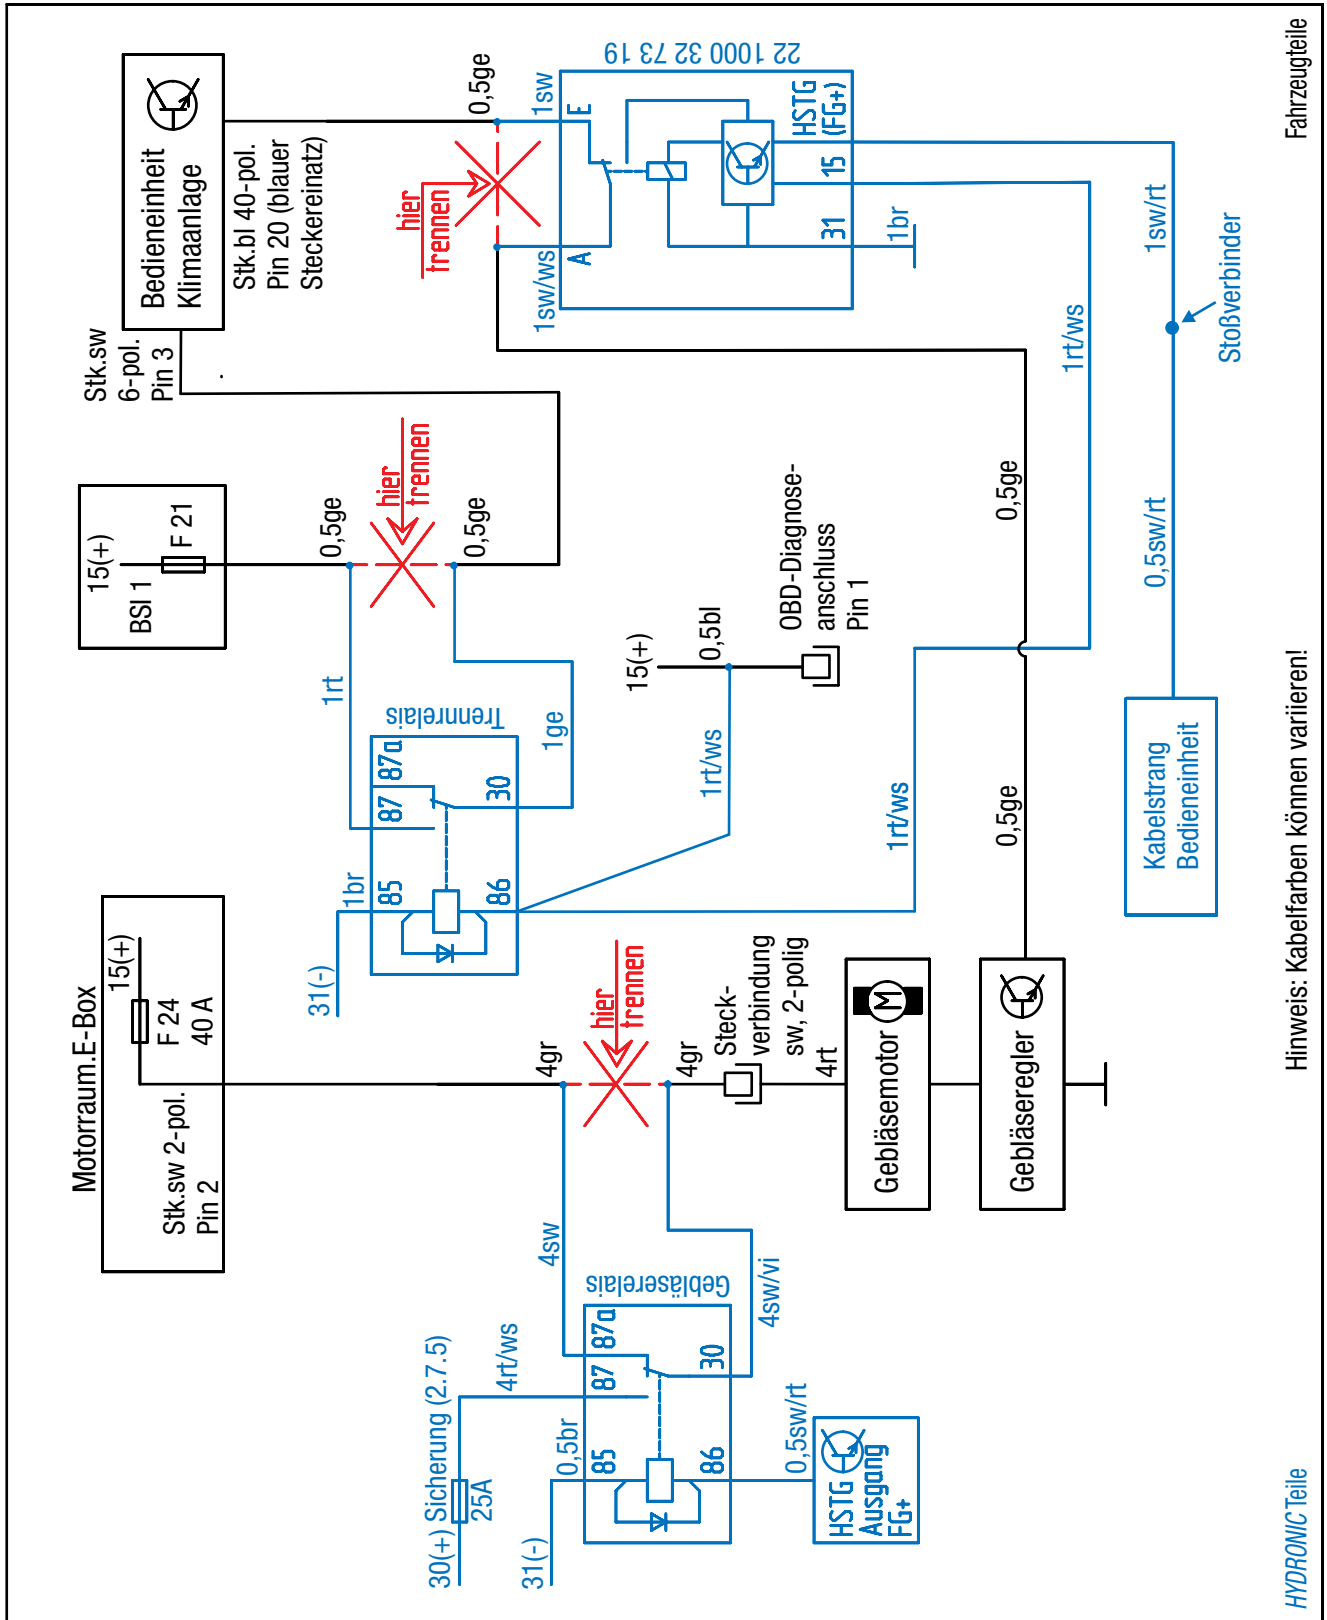 Motorraum.E-Box
15(+)
F 24
40 A
Stk.sw 2-pol.
Pin 2
15(+)
BSI 1
F 21
Stk.sw
6-pol.
Pin 3
Bedieneinheit
Klimaanlage
Stk.bl 40-pol.
Pin 20 (blauer
Steckereinatz)
30(+) Sicherung (2.7.5)
25A
4rt/ws
4sw
31(-)
0,5br
85
87
87a
86
30
Gebläserelais
4sw/vi
0,5sw/rt
HSTG
Ausgang
FG+
4gr
hier
trennen
4gr
Steck-
verbindung
sw, 2-polig
4rt
Gebläsemotor
M
Gebläseregler
31(-)
1br
1rt
85
87
87a
86
30
Trennrelais
1ge
0,5ge
hier
trennen
0,5ge
15(+)
0,5bl
1rt/ws
OBD-Diagnose-
anschluss
Pin 1
1rt/ws
0,5ge
0,5ge
0,5ge
hier
trennen
1sw/ws
1sw
A
E
22 1000 32 73 19
31
15
HSTG
(FG+)
1br
1rt/ws
1sw/rt
Stoßverbinder
0,5sw/rt
Kabelstrang
Bedieneinheit
HYDRONIC Teile
Hinweis: Kabelfarben können variieren!
Fahrzeugteile